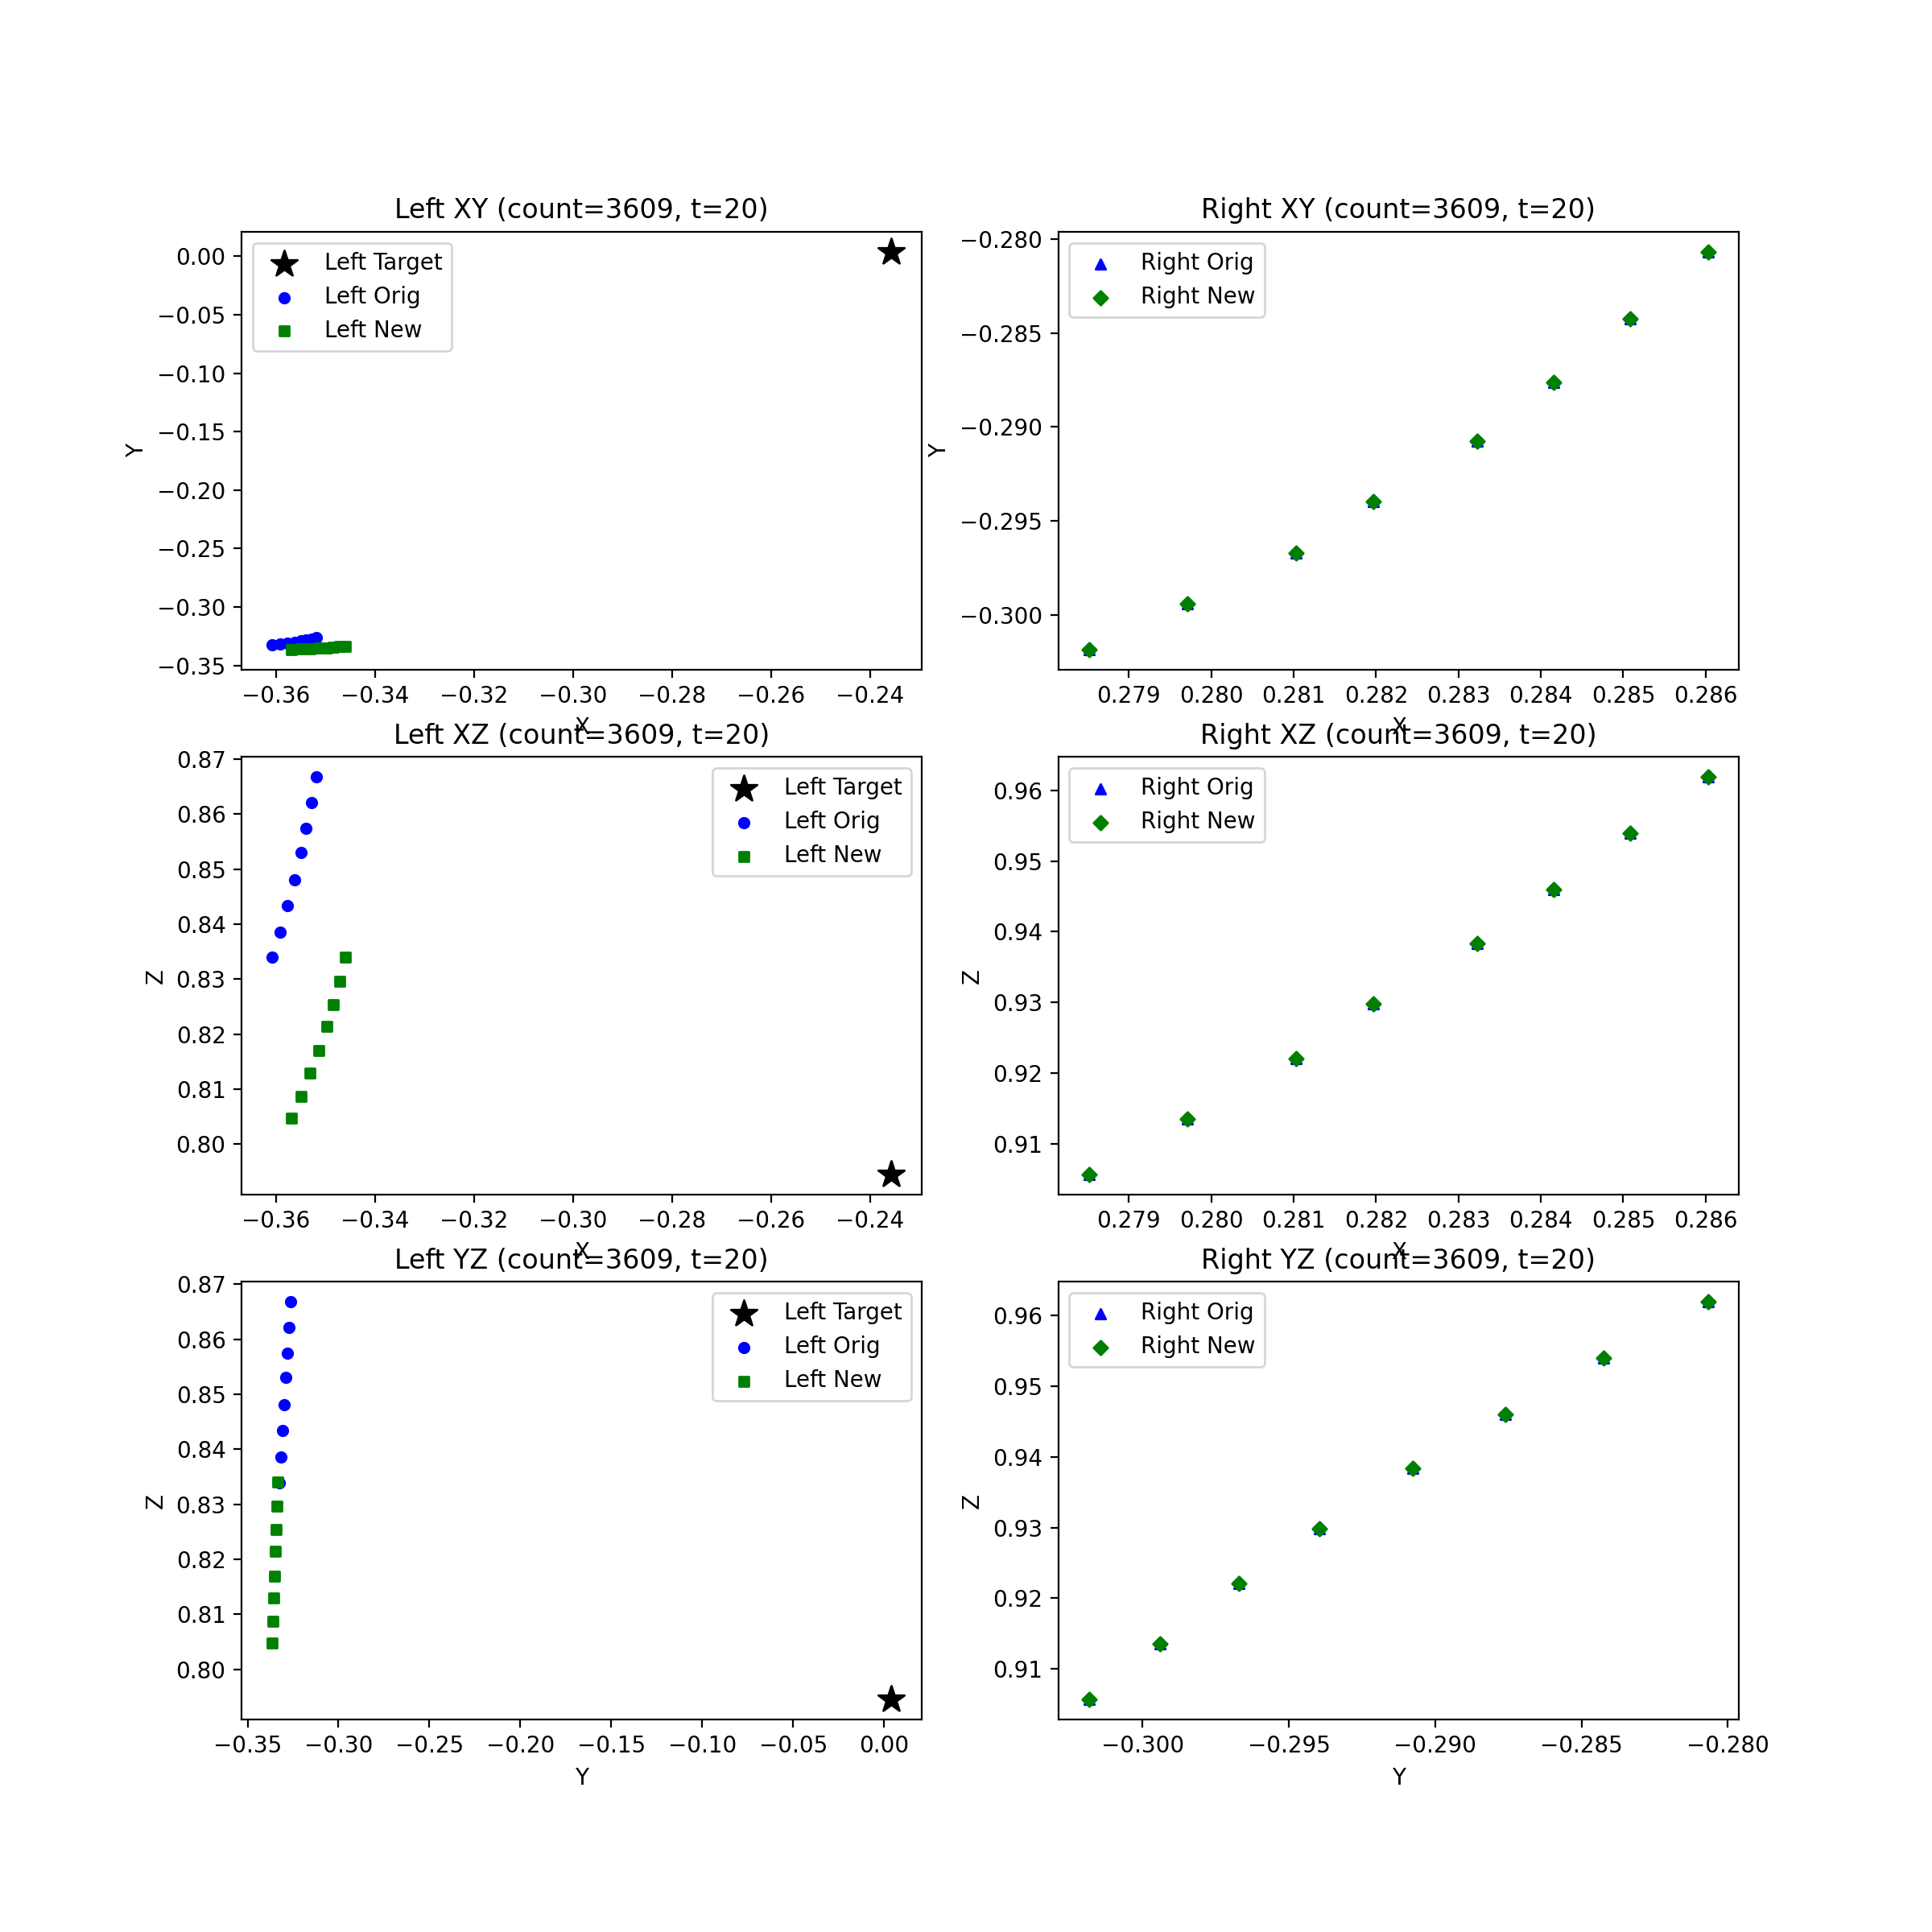 Left XY (count=3609, t=20)
Left Target
Left Orig
Left New
0.00
−0.05
−0.10
−0.15
−0.20
−0.25
−0.30
−0.35
Y
−0.36 −0.34 −0.32 −0.30 −0.28 −0.26 −0.24
X
Right XY (count=3609, t=20)
Right Orig
Right New
−0.280
−0.285
−0.290
−0.295
−0.300
Y
0.279 0.280 0.281 0.282 0.283 0.284 0.285 0.286
X
Left XZ (count=3609, t=20)
Left Target
Left Orig
Left New
0.87
0.86
0.85
0.84
0.83
0.82
0.81
0.80
Z
−0.36 −0.34 −0.32 −0.30 −0.28 −0.26 −0.24
X
Right XZ (count=3609, t=20)
Right Orig
Right New
0.96
0.95
0.94
0.93
0.92
0.91
Z
0.279 0.280 0.281 0.282 0.283 0.284 0.285 0.286
X
Left YZ (count=3609, t=20)
Left Target
Left Orig
Left New
0.87
0.86
0.85
0.84
0.83
0.82
0.81
0.80
Z
−0.35 −0.30 −0.25 −0.20 −0.15 −0.10 −0.05 0.00
Y
Right YZ (count=3609, t=20)
Right Orig
Right New
0.96
0.95
0.94
0.93
0.92
0.91
Z
−0.300 −0.295 −0.290 −0.285 −0.280
Y